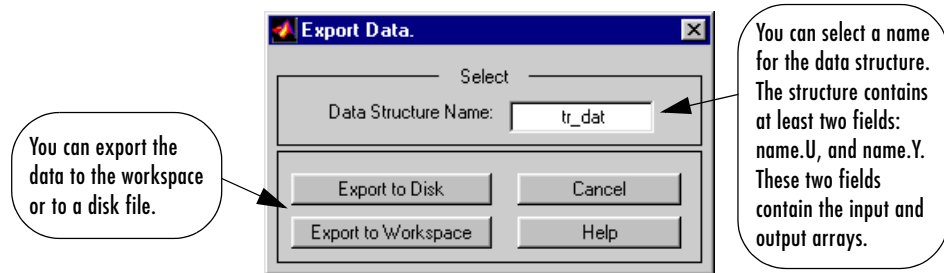 Export Data.
Select
Data Structure Name:
tr_dat
Export to Disk
Cancel
Export to Workspace
Help
You can export the
data to the workspace
or to a disk file.
You can select a name
for the data structure.
The structure contains
at least two fields:
name.U, and name.Y.
These two fields
contain the input and
output arrays.